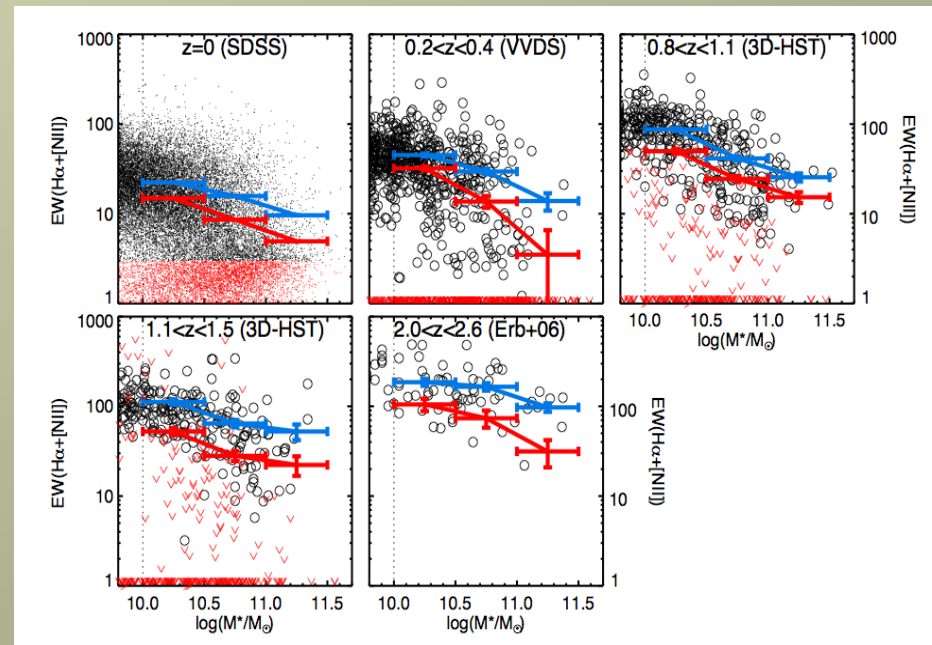 z=0 (SDSS)
0.2<z<0.4 (VVDS)
0.8<z<1.1 (3D-HST)
1000
100
10
1
EW(Hα+[NII])
1000
100
10
1
EW(Hα+[NII])
10.0 10.5 11.0 11.5
log(M*/M☉)
1.1<z<1.5 (3D-HST)
2.0<z<2.6 (Erb+06)
1000
100
10
1
EW(Hα+[NII])
100
10
1
EW(Hα+[NII])
10.0 10.5 11.0 11.5
log(M*/M☉)
10.0 10.5 11.0 11.5
log(M*/M☉)